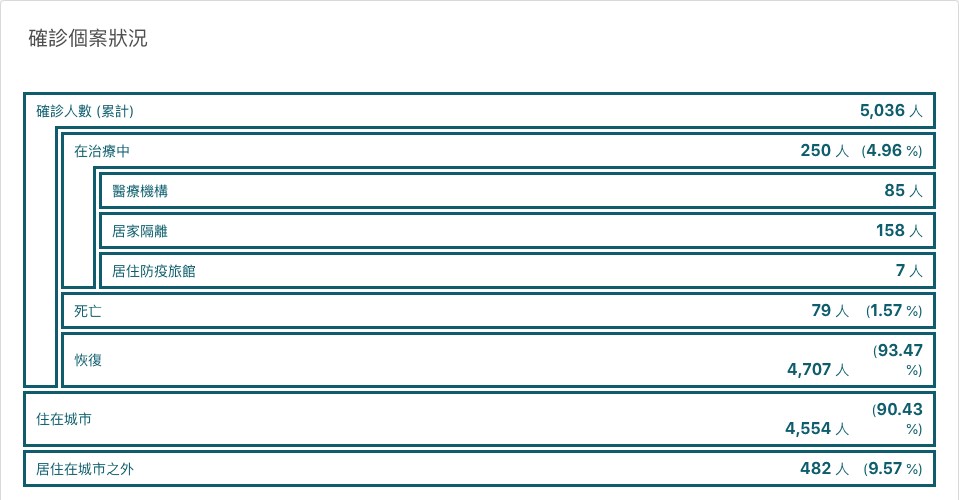 確診個案狀況
確診人數 (累計) 5,036 人
在治療中 250 人 (4.96 %)
醫療機構 85 人
居家隔離 158 人
居住防疫旅館 7 人
死亡 79 人 (1.57 %)
恢復 4,707 人 (93.47 %)
住在城市 4,554 人 (90.43 %)
居住在城市之外 482 人 (9.57 %)